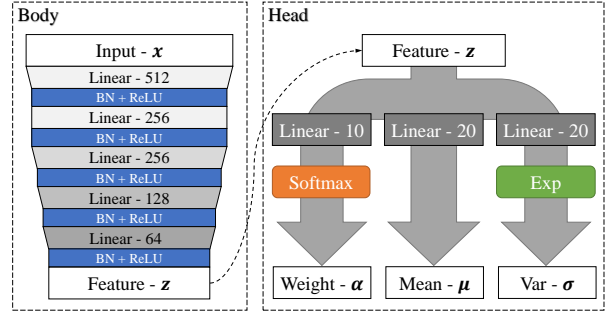 Body
Input - x
Linear - 512
BN + ReLU
Linear - 256
BN + ReLU
Linear - 256
BN + ReLU
Linear - 128
BN + ReLU
Linear - 64
BN + ReLU
Feature - z
Head
Feature - z
Linear - 10
Linear - 20
Linear - 20
Softmax
Exp
Weight - α
Mean - μ
Var - σ